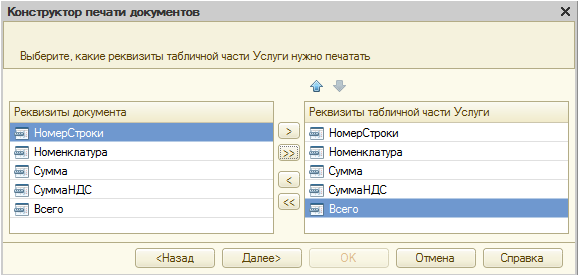 Конструктор печати документов
Выберите, какие реквизиты табличной части Услуги нужно печатать
Реквизиты документа
НомерСтроки
Номенклатура
Сумма
СуммаНДС
Всего
>
>>
<
<<
Реквизиты табличной части Услуги
НомерСтроки
Номенклатура
Сумма
СуммаНДС
Всего
<Назад
Далее>
OK
Отмена
Справка